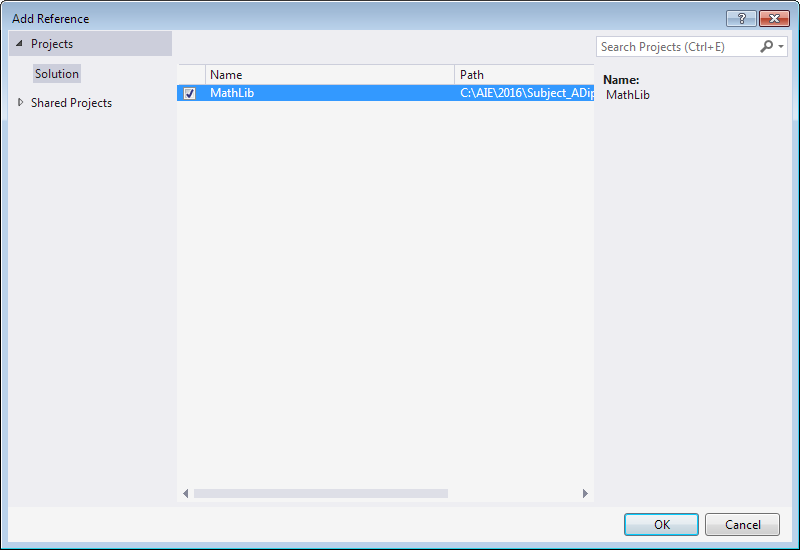 Add Reference
Projects
Solution
Shared Projects
Name Path
MathLib C:\AIE\2016\Subject_ADip
Search Projects (Ctrl+E)
Name:
MathLib
OK Cancel